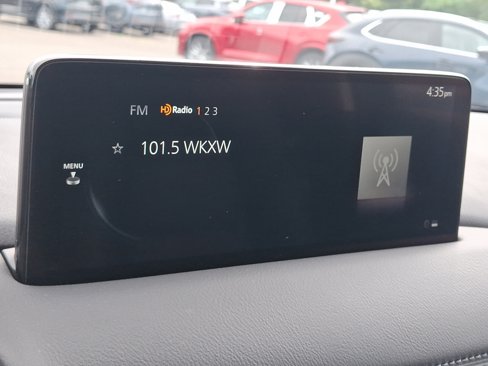 4:35pm
FM HD Radio 1 2 3
☆ 101.5 WKXW
MENU